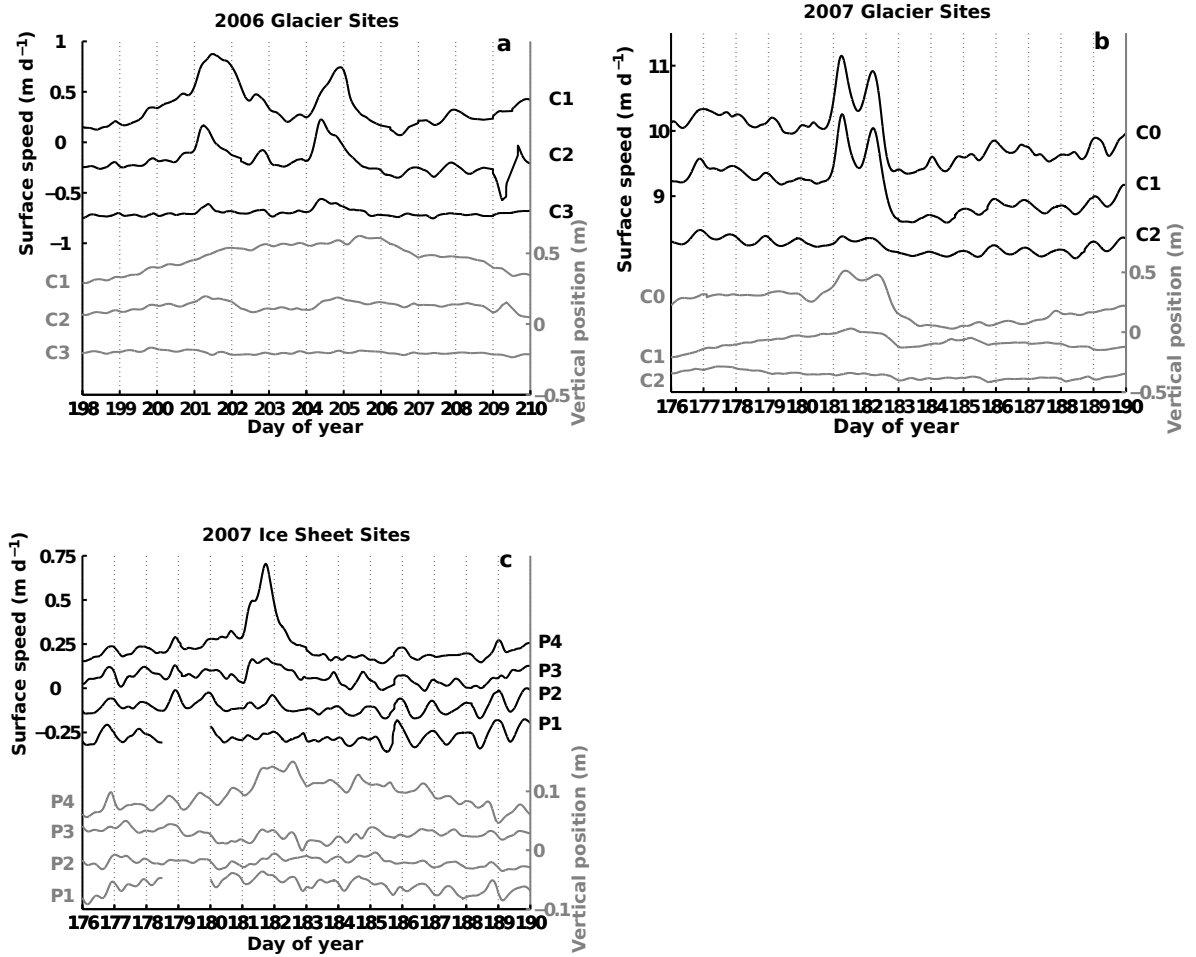 2006 Glacier Sites
a
Surface speed (m d⁻¹)
1
0.5
0
−0.5
−1
C1
C2
C3
C1
C2
C3
0.5
0
−0.5
Vertical position (m)
198 199 200 201 202 203 204 205 206 207 208 209 210
Day of year
2007 Glacier Sites
b
Surface speed (m d⁻¹)
11
10
9
C0
C1
C2
C0
C1
C2
0.5
0
−0.5
Vertical position (m)
176 177 178 179 180 181 182 183 184 185 186 187 188 189 190
Day of year
2007 Ice Sheet Sites
c
Surface speed (m d⁻¹)
0.75
0.5
0.25
0
−0.25
P4
P3
P2
P1
P4
P3
P2
P1
0.1
0
−0.1
Vertical position (m)
176 177 178 179 180 181 182 183 184 185 186 187 188 189 190
Day of year